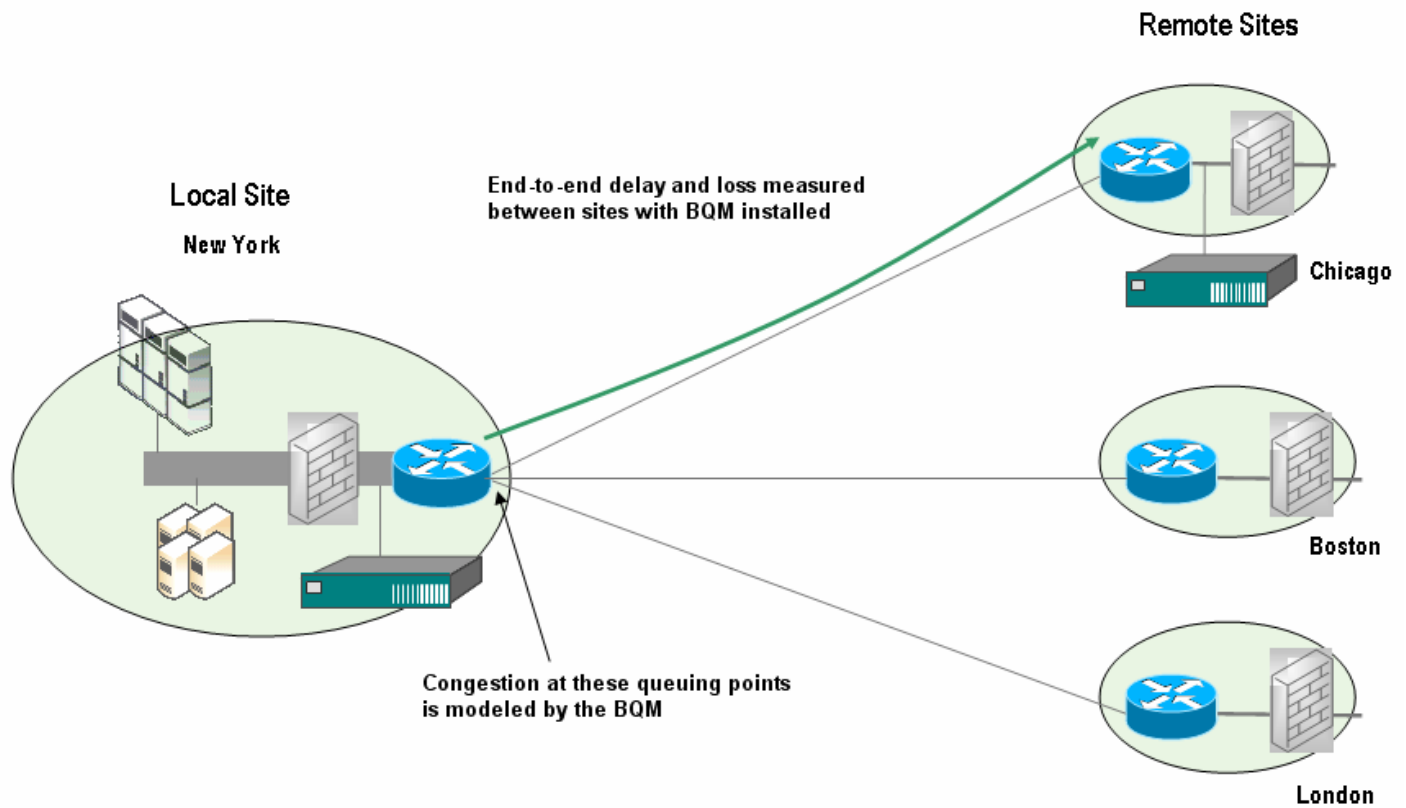 Remote Sites
Local Site
New York
End-to-end delay and loss measured
between sites with BQM installed
Chicago
Boston
Congestion at these queuing points
is modeled by the BQM
London